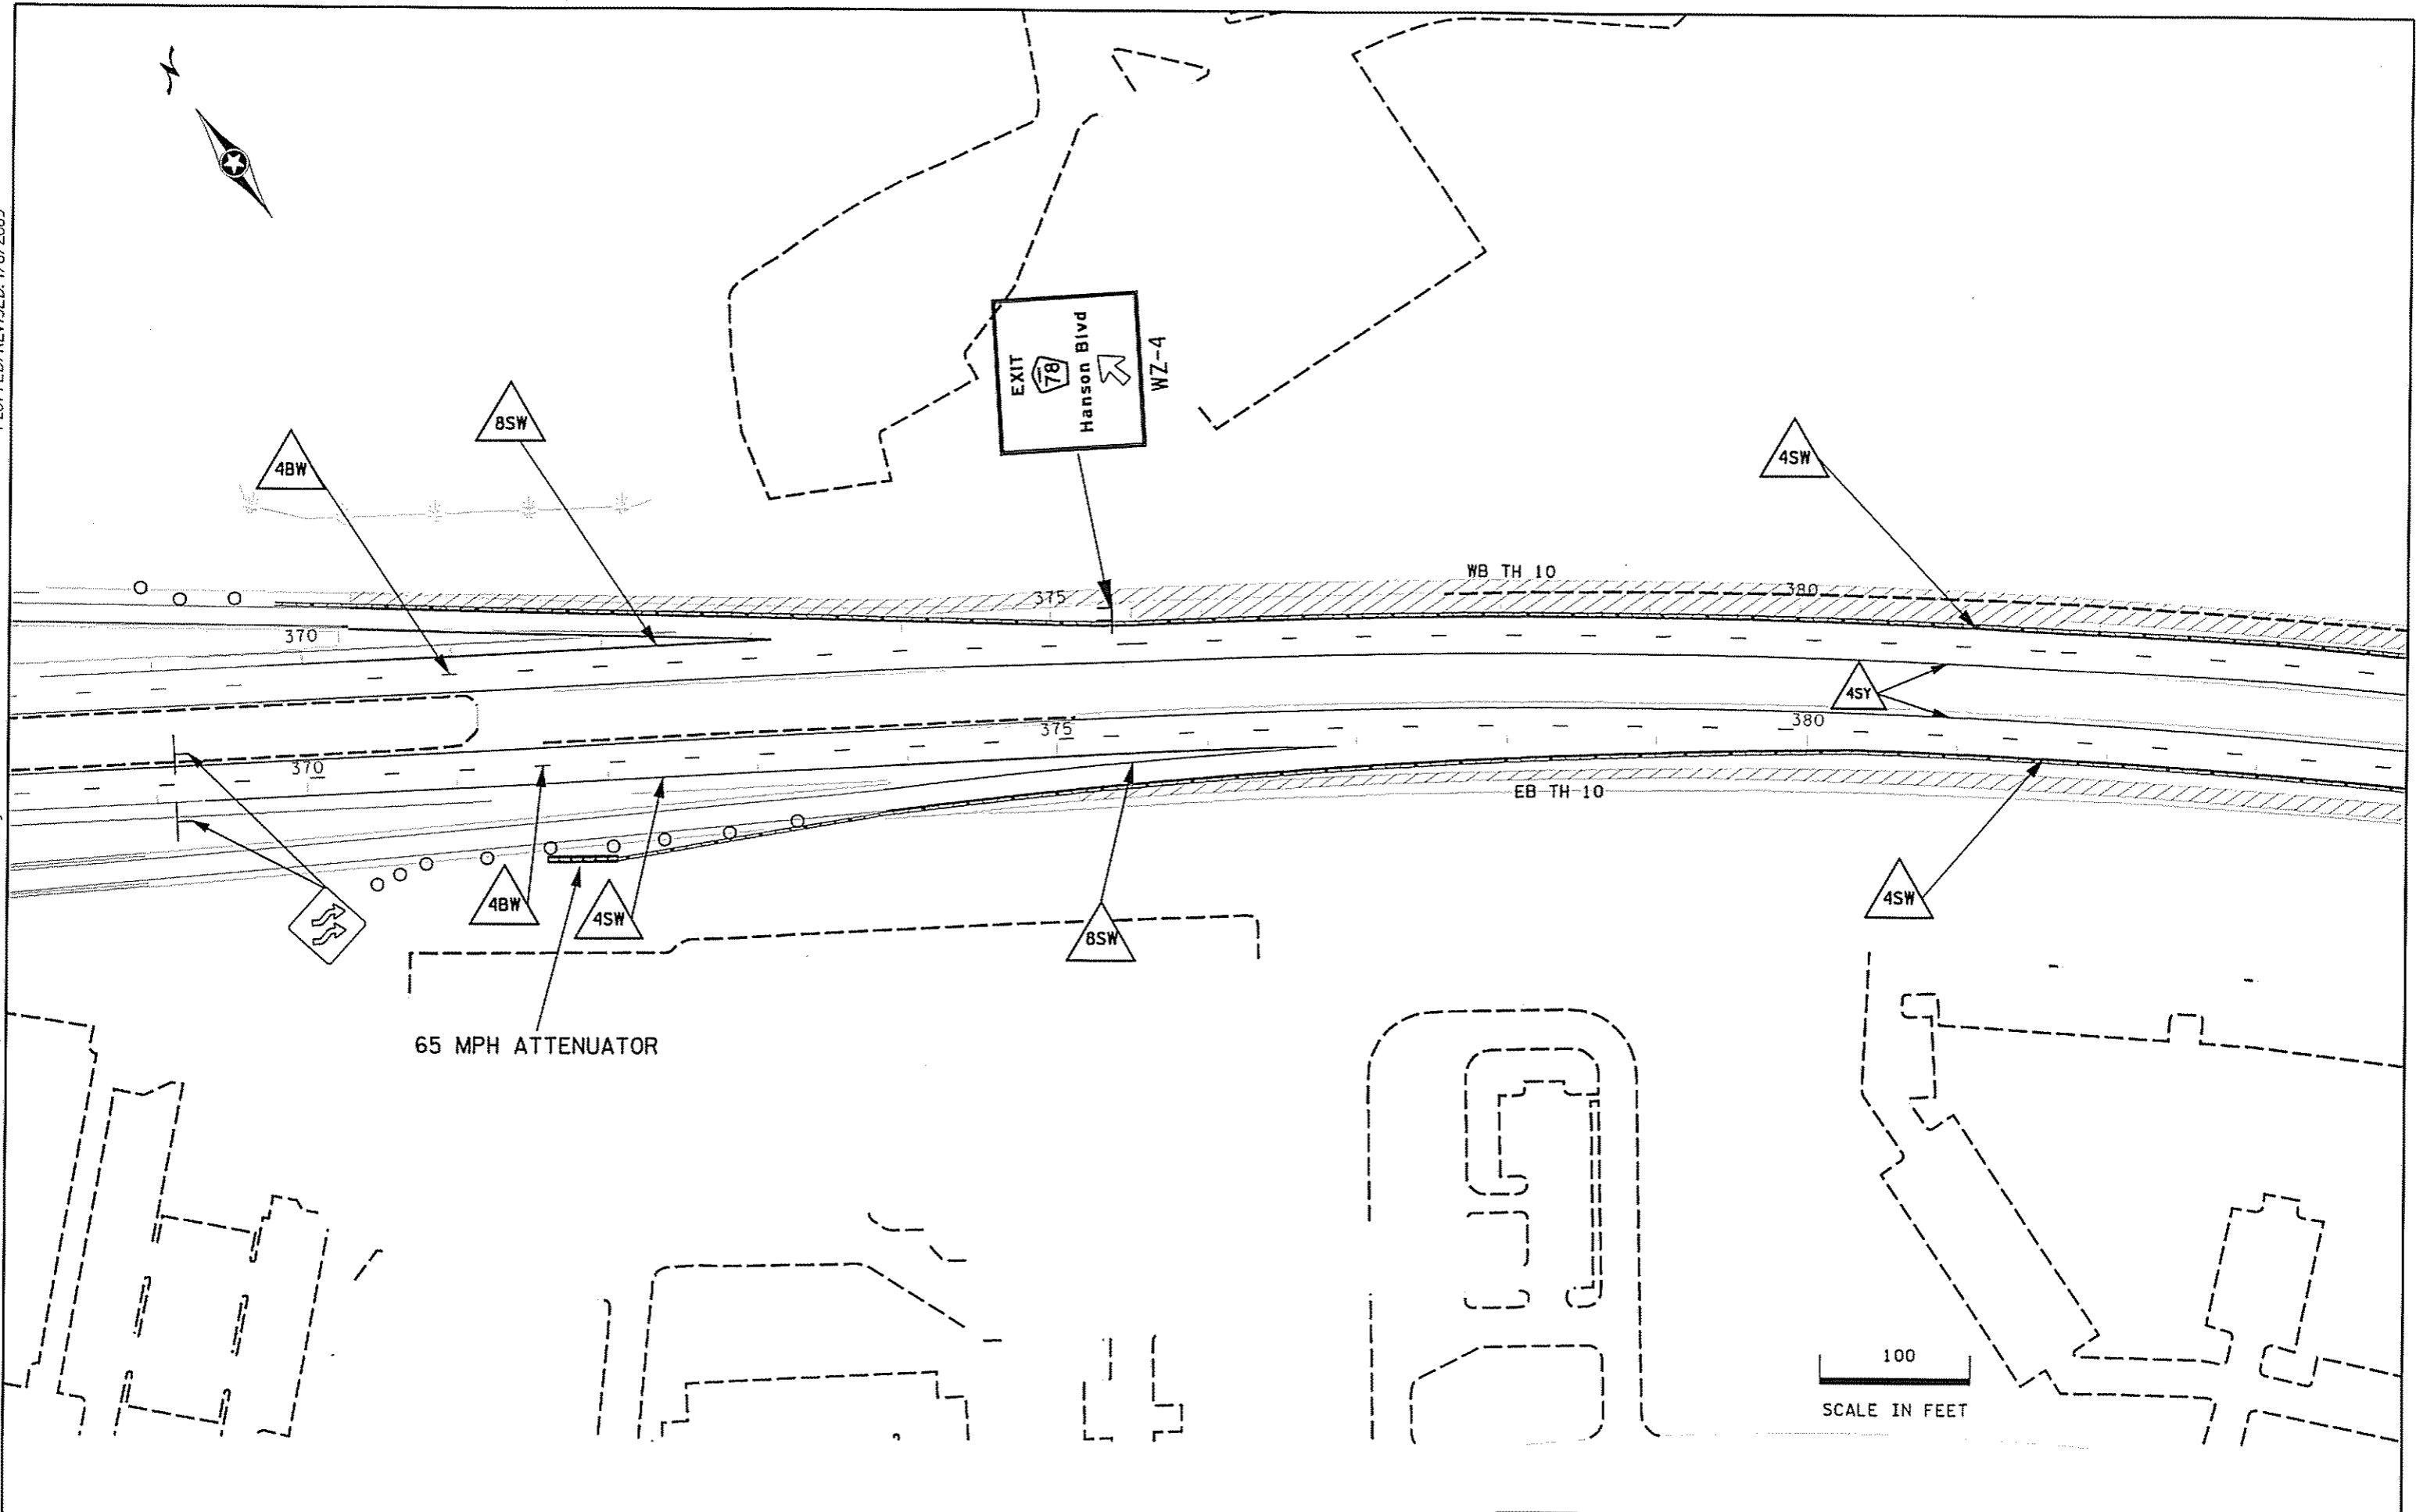 EXIT
78
Hanson Blvd
WZ-4
8SW
4BW
4SW
WB TH 10
375
380
370
4SY
380
375
370
EB TH 10
4BW
4SW
8SW
4SW
65 MPH ATTENUATOR
100
SCALE IN FEET